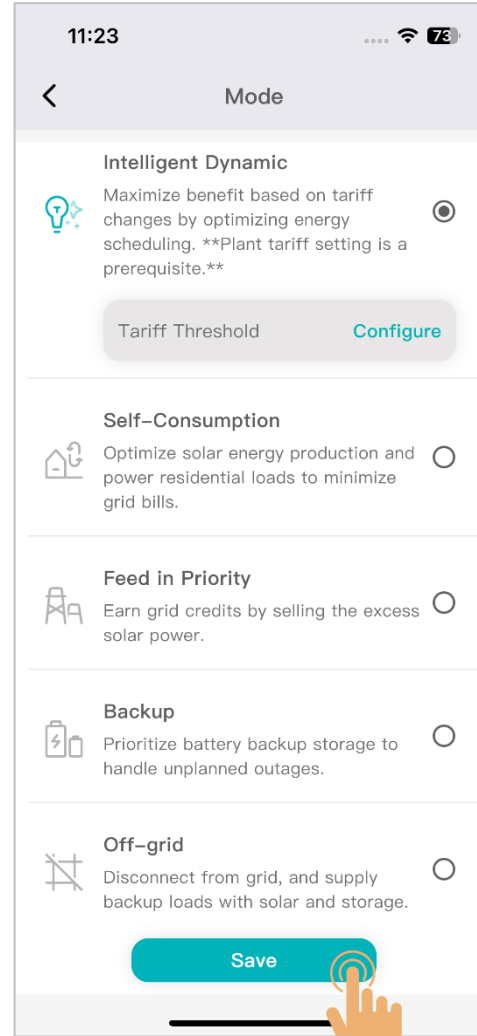 11:23
73
Mode
Intelligent Dynamic
Maximize benefit based on tariff
changes by optimizing energy
scheduling. **Plant tariff setting is a
prerequisite.**
Tariff Threshold Configure
Self-Consumption
Optimize solar energy production and
power residential loads to minimize
grid bills.
Feed in Priority
Earn grid credits by selling the excess
solar power.
Backup
Prioritize battery backup storage to
handle unplanned outages.
Off-grid
Disconnect from grid, and supply
backup loads with solar and storage.
Save